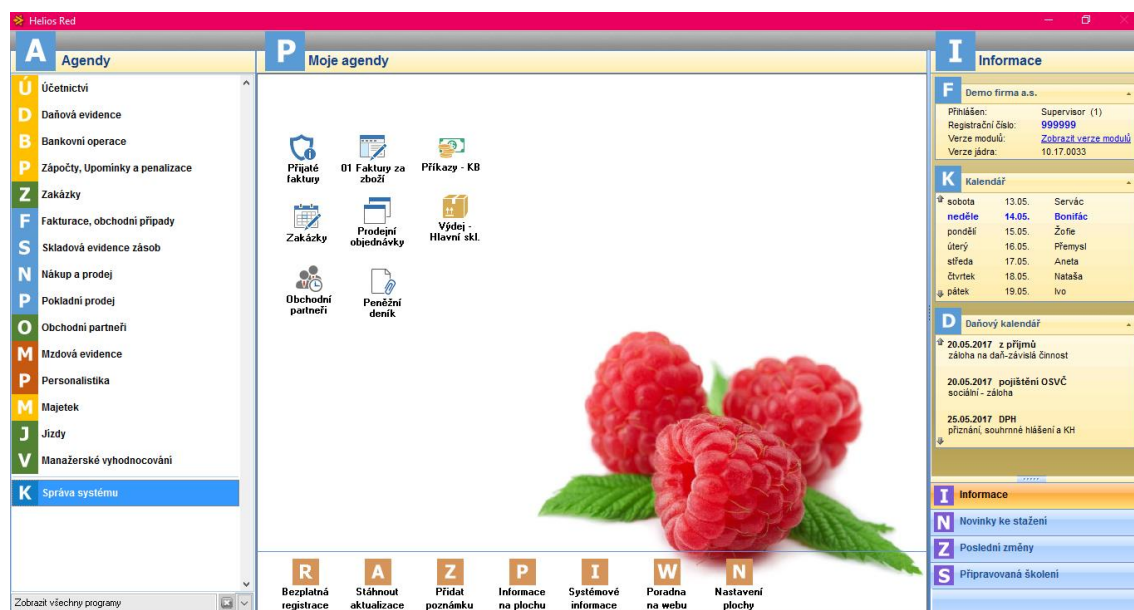 Helios Red
A Agendy
Ú Účetnictví
D Daňová evidence
B Bankovní operace
P Zápočty, Upomínky a penalizace
Z Zakázky
F Fakturace, obchodní případy
S Skladová evidence zásob
N Nákup a prodej
P Pokladní prodej
O Obchodní partneři
M Mzdová evidence
P Personalistika
M Majetek
J Jízdy
V Manažerské vyhodnocování
K Správa systému
Zobrazit všechny programy
P Moje agendy
Přijaté
faktury
01 Faktury za
zboží
Příkazy - KB
Zakázky
Prodejní
objednávky
Výdej -
Hlavní skl.
Obchodní
partneři
Peněžní
deník
R
Bezplatná
registrace
A
Stáhnout
aktualizace
Z
Přidat
poznámku
P
Informace
na plochu
I
Systémové
informace
W
Poradna
na webu
N
Nastavení
plochy
I Informace
F Demo firma a.s.
Přihlášen: Supervisor (1)
Registrační číslo: 999999
Verze modulů: Zobrazit verze modulů
Verze jádra: 10.17.0033
K Kalendář
sobota 13.05. Servác
neděle 14.05. Bonifác
pondělí 15.05. Žofie
úterý 16.05. Přemysl
středa 17.05. Aneta
čtvrtek 18.05. Nataša
pátek 19.05. Ivo
D Daňový kalendář
20.05.2017 z příjmů
záloha na daň-závislá činnost
20.05.2017 pojištění OSVČ
sociální - záloha
25.05.2017 DPH
přiznání, souhrnné hlášení a KH
I Informace
N Novinky ke stažení
Z Poslední změny
S Připravovaná školení